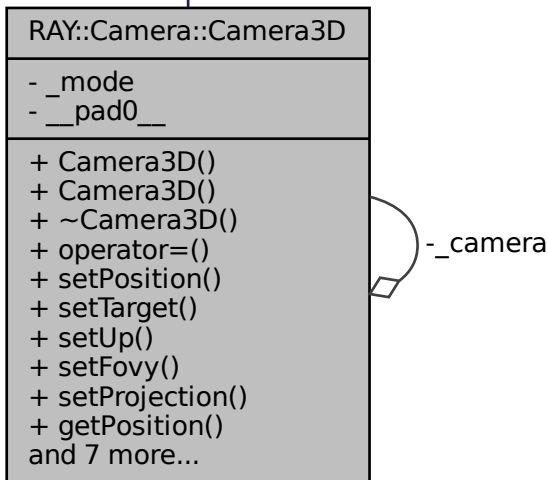 RAY::Camera::Camera3D
- _mode
- __pad0__
+ Camera3D()
+ Camera3D()
+ ~Camera3D()
+ operator=()
+ setPosition()
+ setTarget()
+ setUp()
+ setFovy()
+ setProjection()
+ getPosition()
and 7 more...
-_camera